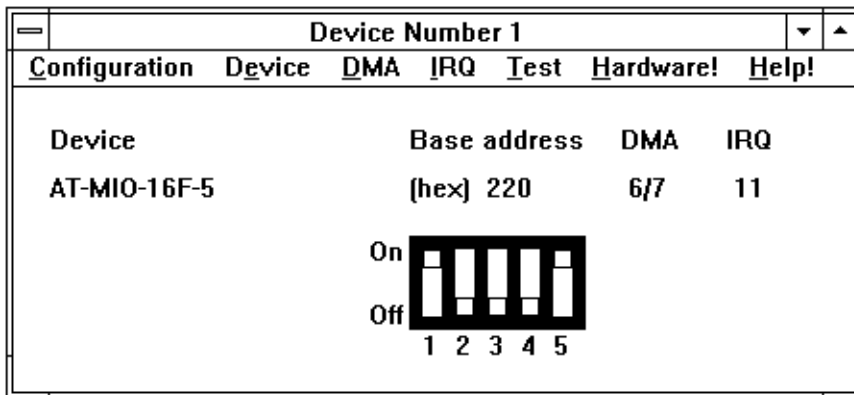 Device Number 1
Configuration Device DMA IRQ Test Hardware! Help!
Device Base address DMA IRQ
AT-MIO-16F-5 (hex) 220 6/7 11
On
Off
1 2 3 4 5